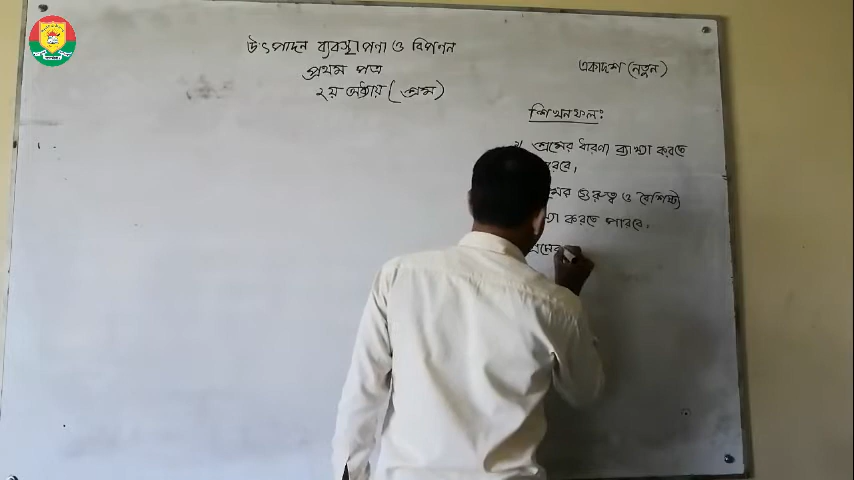 উৎপাদন ব্যবস্থাপনা ও বিপণন
প্রথম পত্র
একাদশ (নতুন)
২য় অধ্যায় (শ্রম)
শিখনফল:
১। শ্রমের ধারণা ব্যাখ্যা করতে
গুরুত্ব ও বৈশিষ্ট্য
করতে পারবে।
শ্রমের